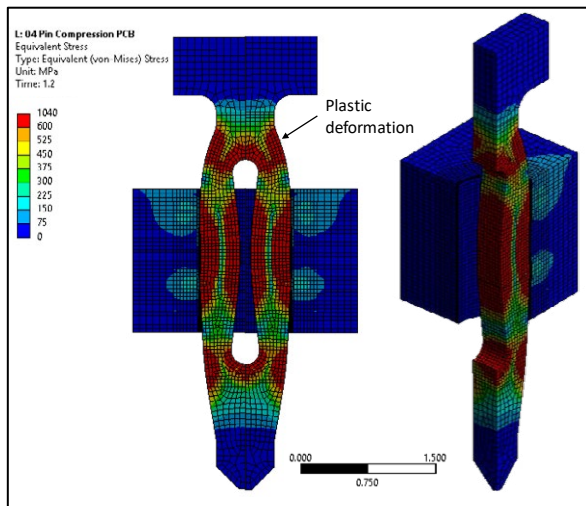 L: 04 Pin Compression PCB
Equivalent Stress
Type: Equivalent (von-Mises) Stress
Unit: MPa
Time: 1.2
1040
600
525
450
375
300
225
150
75
0
Plastic
deformation
0.000
1.500
0.750